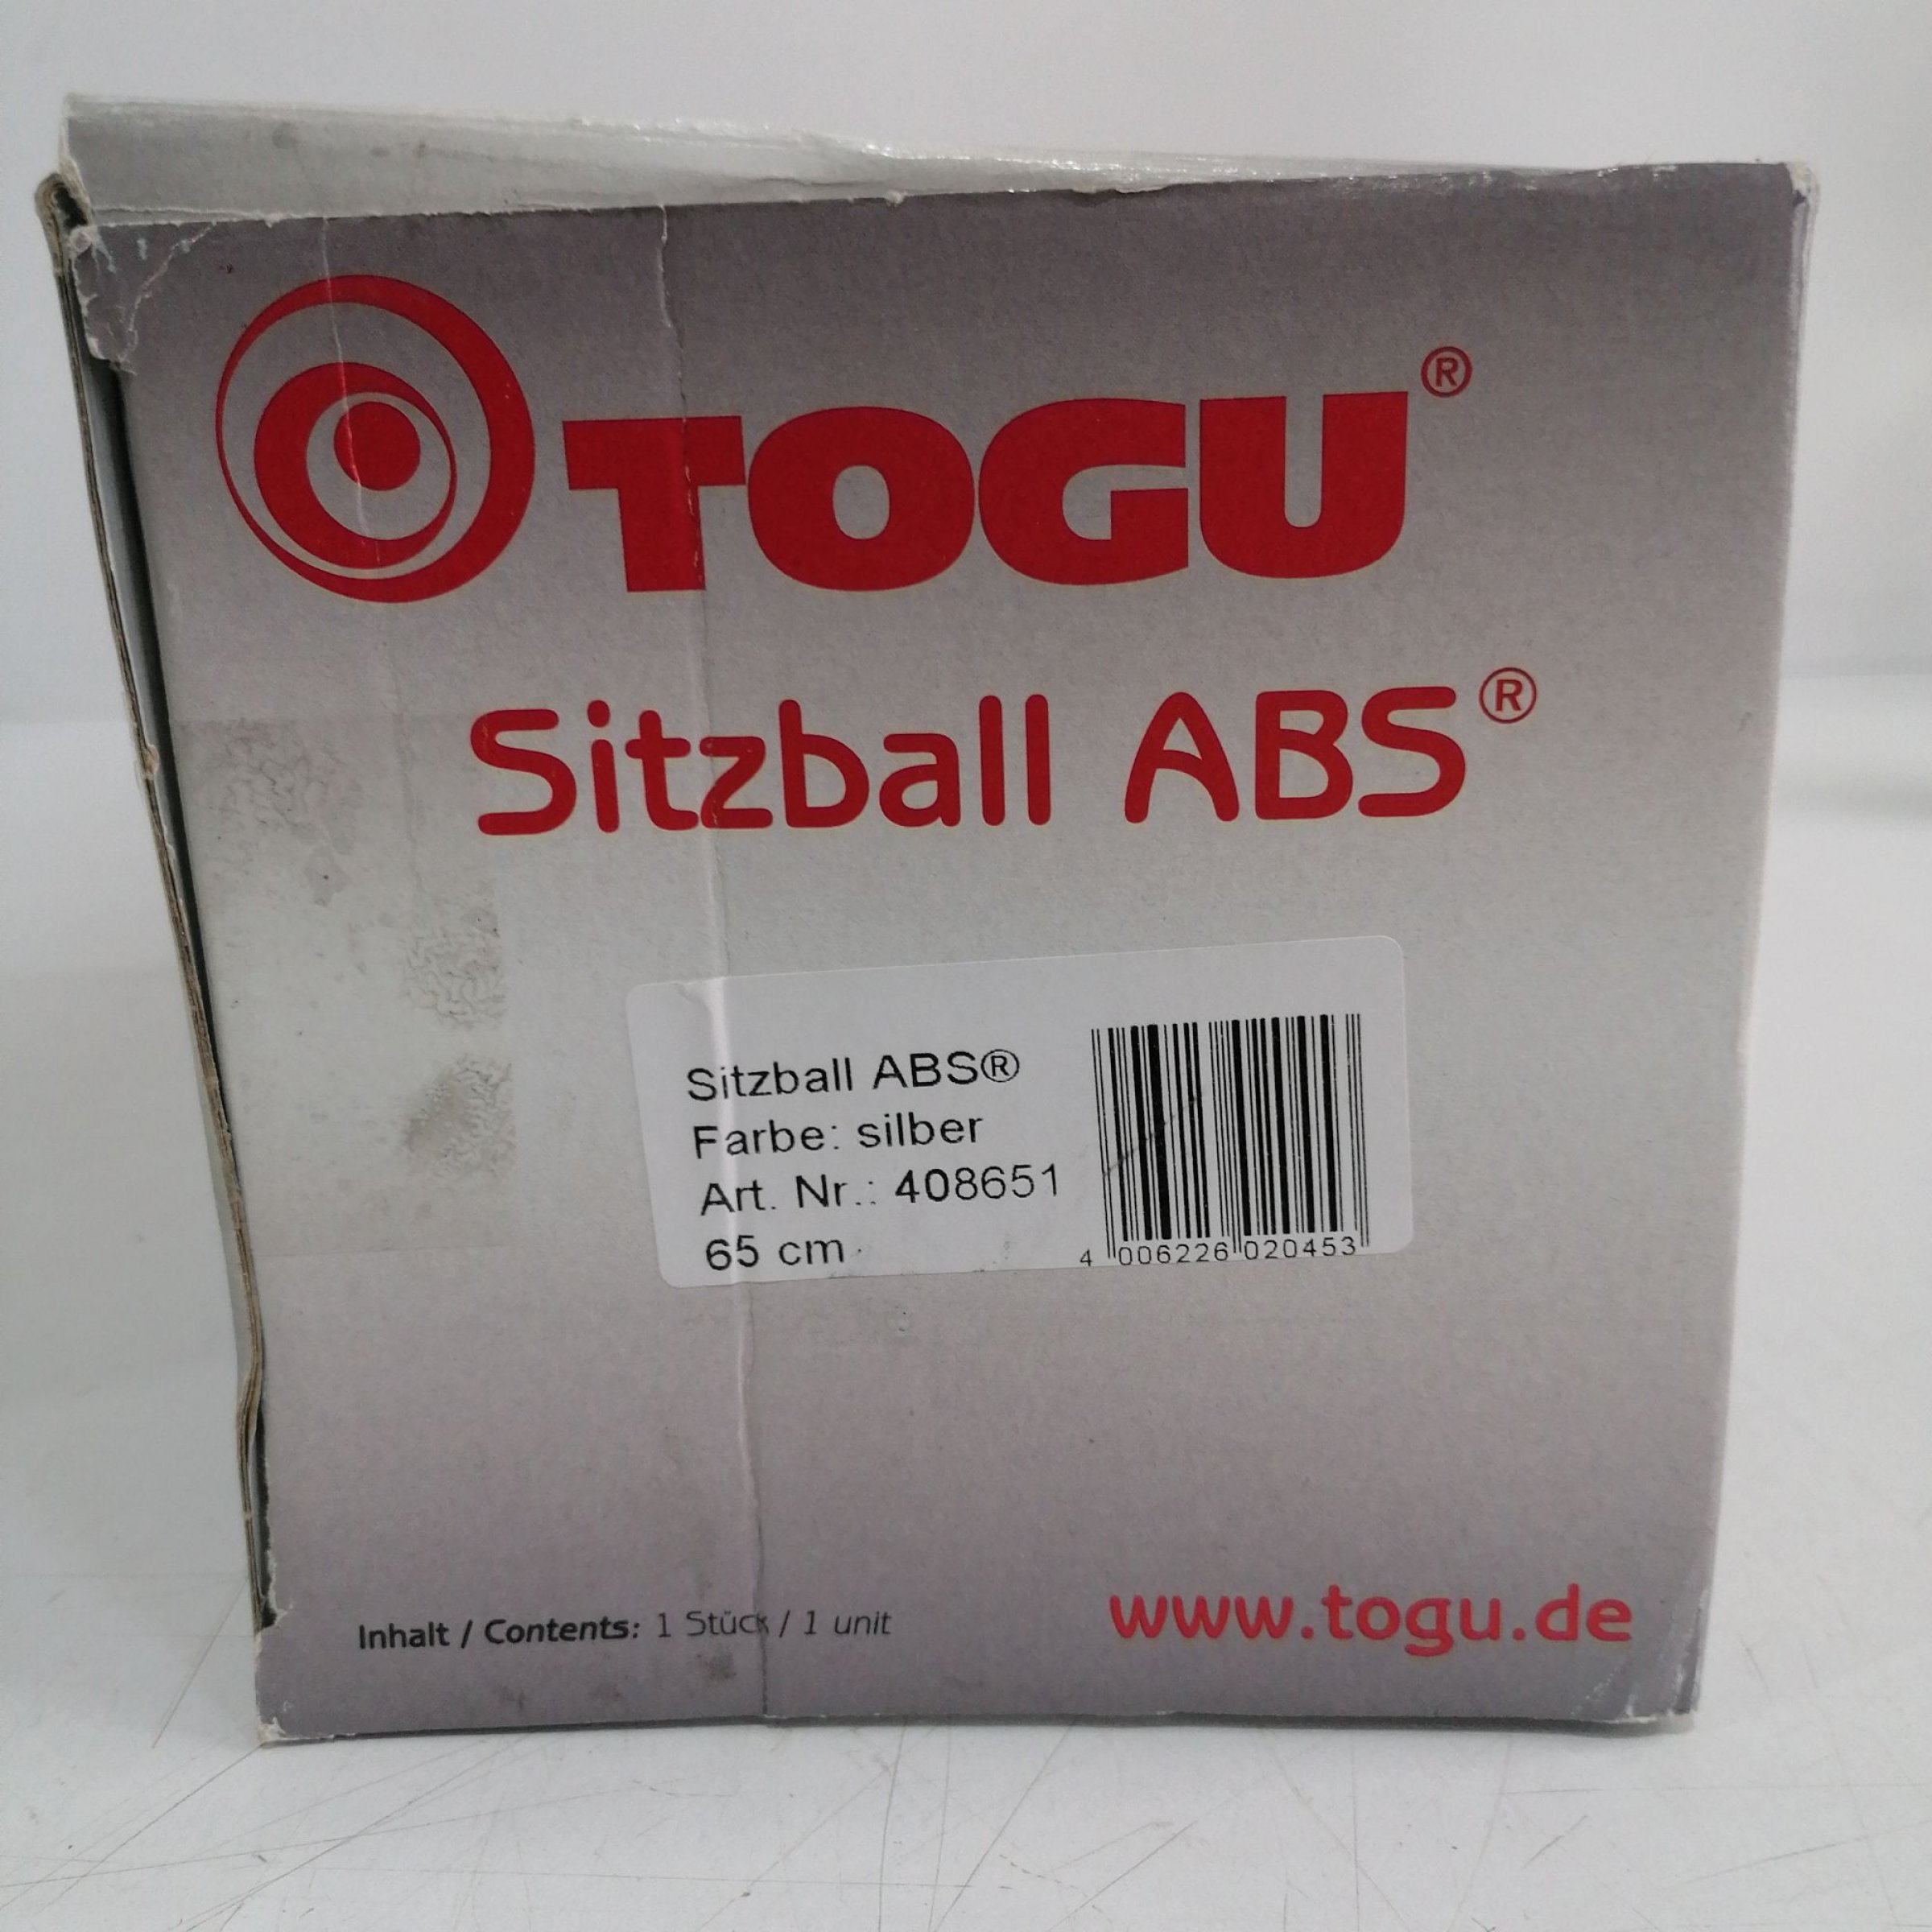 TOGU®
Sitzball ABS®
Sitzball ABS®
Farbe: silber
Art. Nr.: 408651
65 cm
4 006226 020453
Inhalt / Contents: 1 Stück / 1 unit
www.togu.de